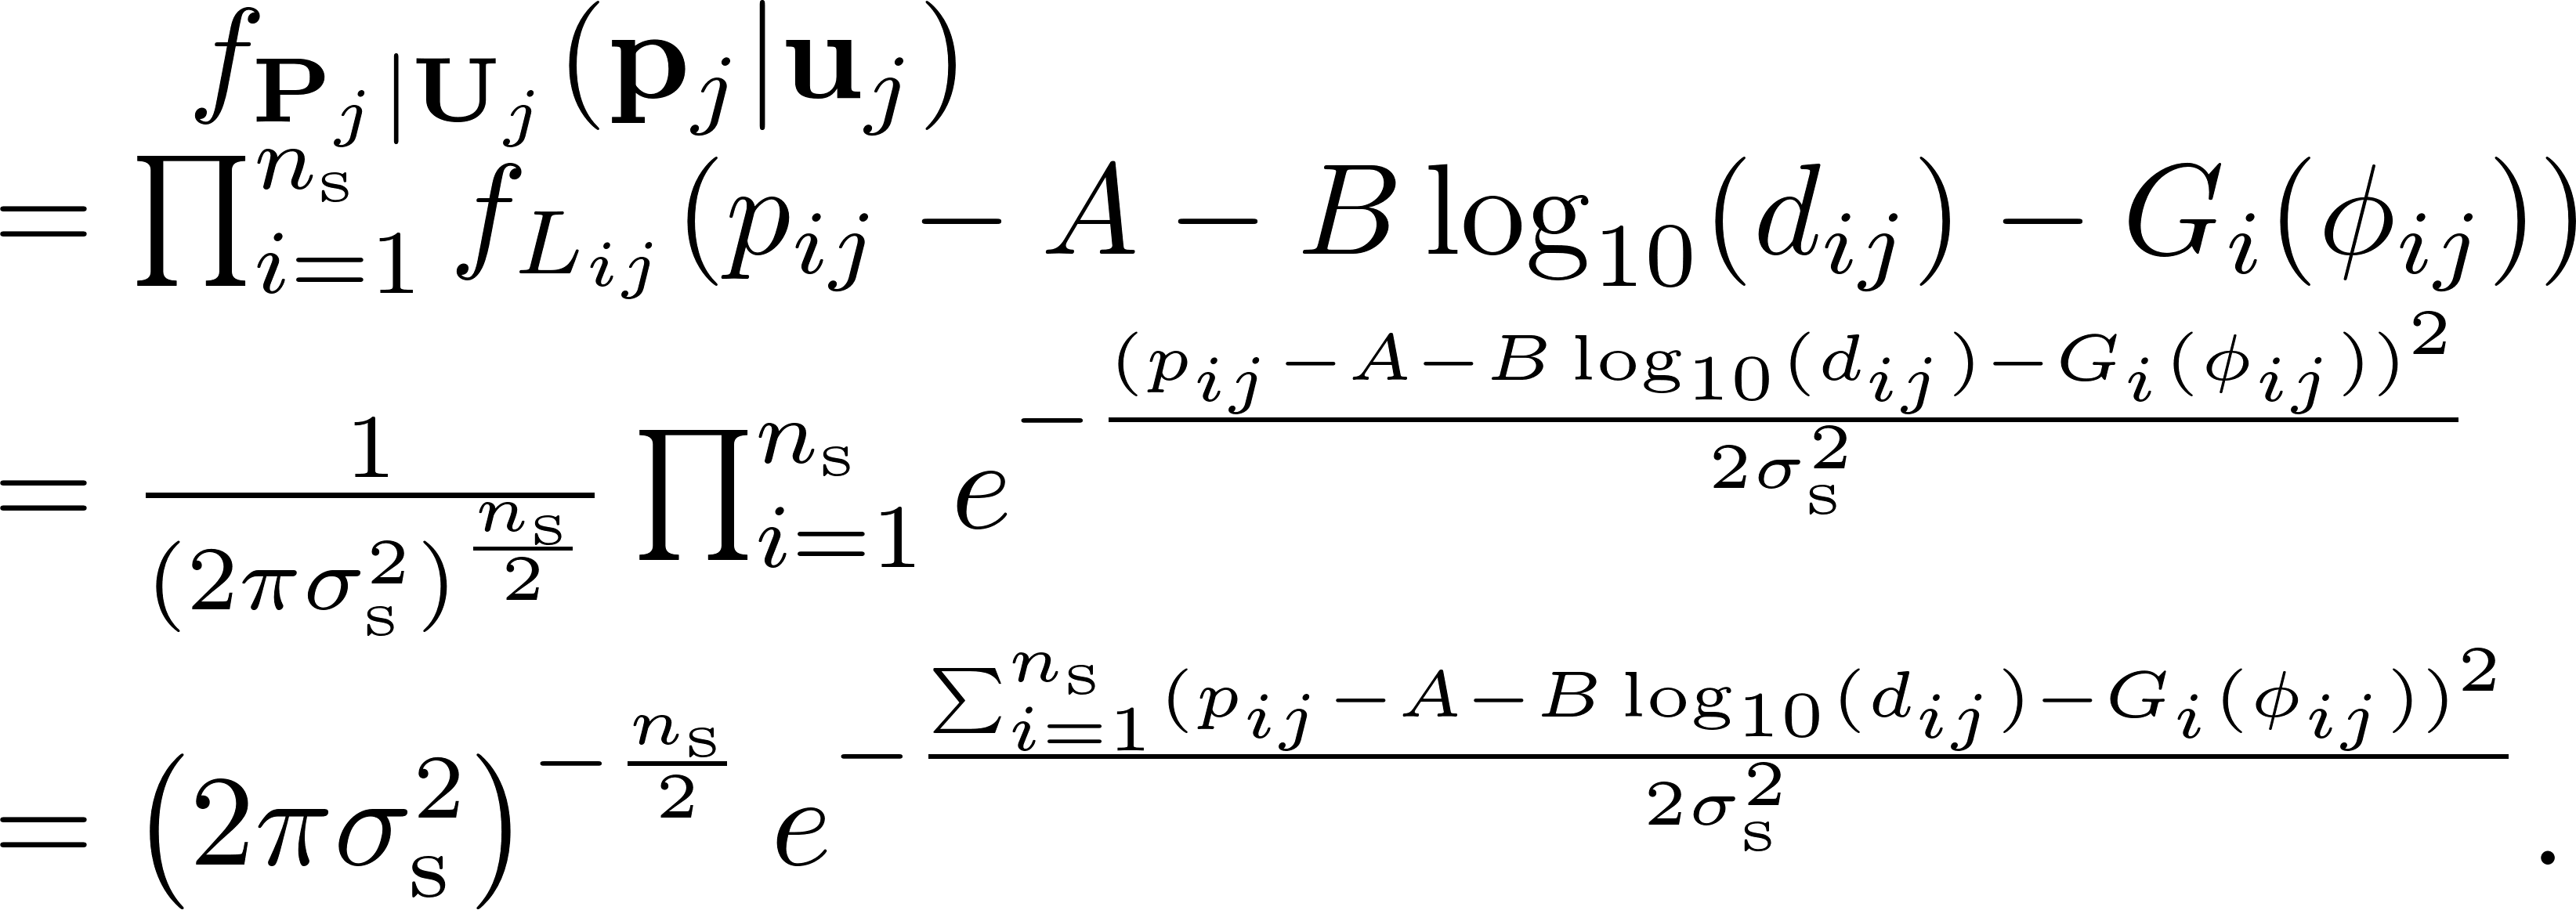 f_{\mathbf{P}_j|\mathbf{U}_j}(\mathbf{p}_j|\mathbf{u}_j)
= \prod_{i=1}^{n_\mathrm{s}} f_{L_{ij}}(p_{ij} - A - B \log_{10}(d_{ij}) - G_i(\phi_{ij}))
= \frac{1}{(2\pi\sigma_\mathrm{s}^2)^{\frac{n_\mathrm{s}}{2}}} \prod_{i=1}^{n_\mathrm{s}} e^{-\frac{(p_{ij}-A-B \log_{10}(d_{ij})-G_i(\phi_{ij}))^2}{2\sigma_\mathrm{s}^2}}
= \left(2\pi\sigma_\mathrm{s}^2\right)^{-\frac{n_\mathrm{s}}{2}} e^{-\frac{\sum_{i=1}^{n_\mathrm{s}}(p_{ij}-A-B \log_{10}(d_{ij})-G_i(\phi_{ij}))^2}{2\sigma_\mathrm{s}^2}}.